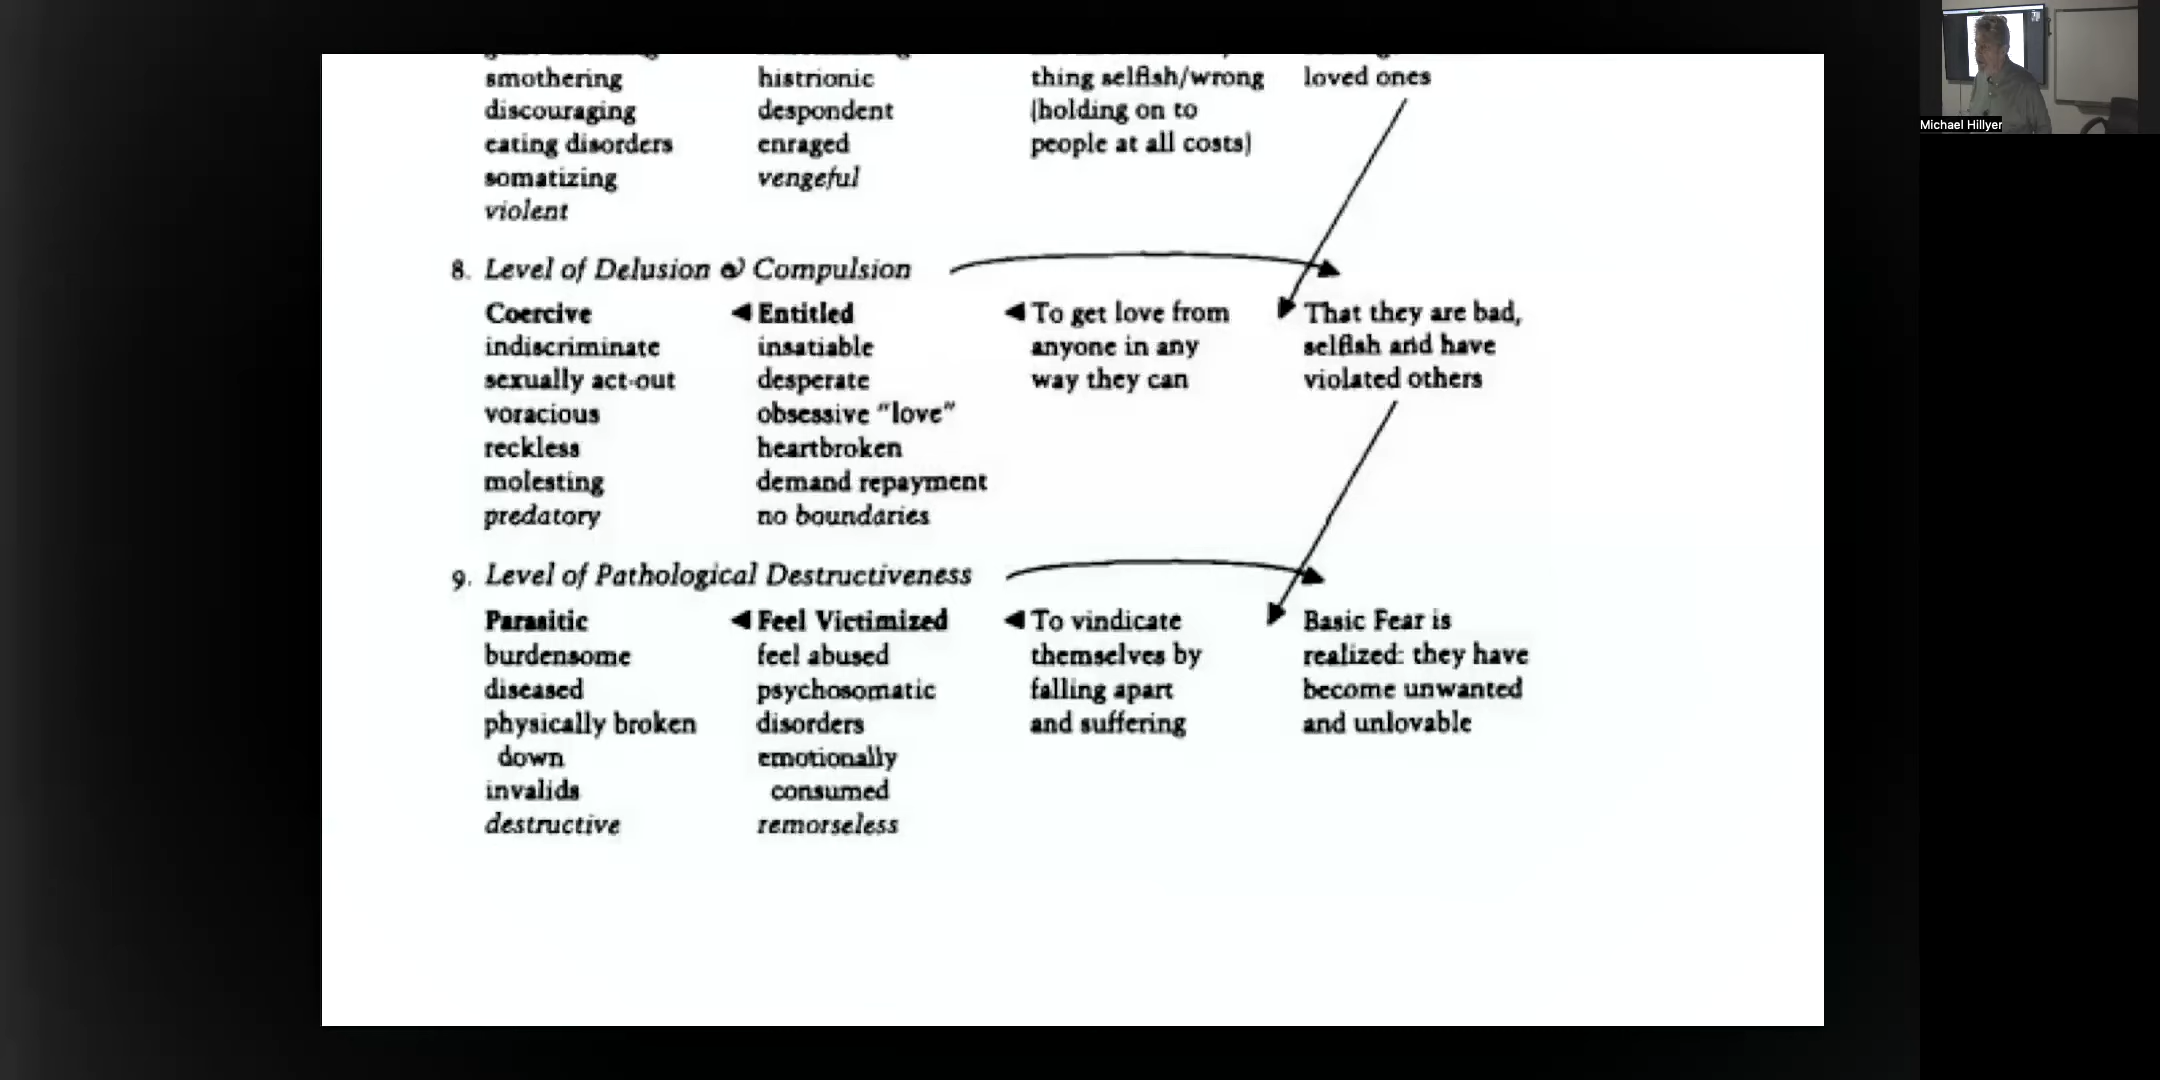 smothering histrionic thing selfish/wrong loved ones
discouraging despondent (holding on to
eating disorders enraged people at all costs)
somatizing vengeful
violent
8. Level of Delusion & Compulsion
Coercive ◄Entitled ◄To get love from That they are bad,
indiscriminate insatiable anyone in any selfish and have
sexually act-out desperate way they can violated others
voracious obsessive “love”
reckless heartbroken
molesting demand repayment
predatory no boundaries
9. Level of Pathological Destructiveness
Parasitic ◄Feel Victimized ◄To vindicate Basic Fear is
burdensome feel abused themselves by realized: they have
diseased psychosomatic falling apart become unwanted
physically broken disorders and suffering and unlovable
down emotionally
invalids consumed
destructive remorseless
Michael Hillyer